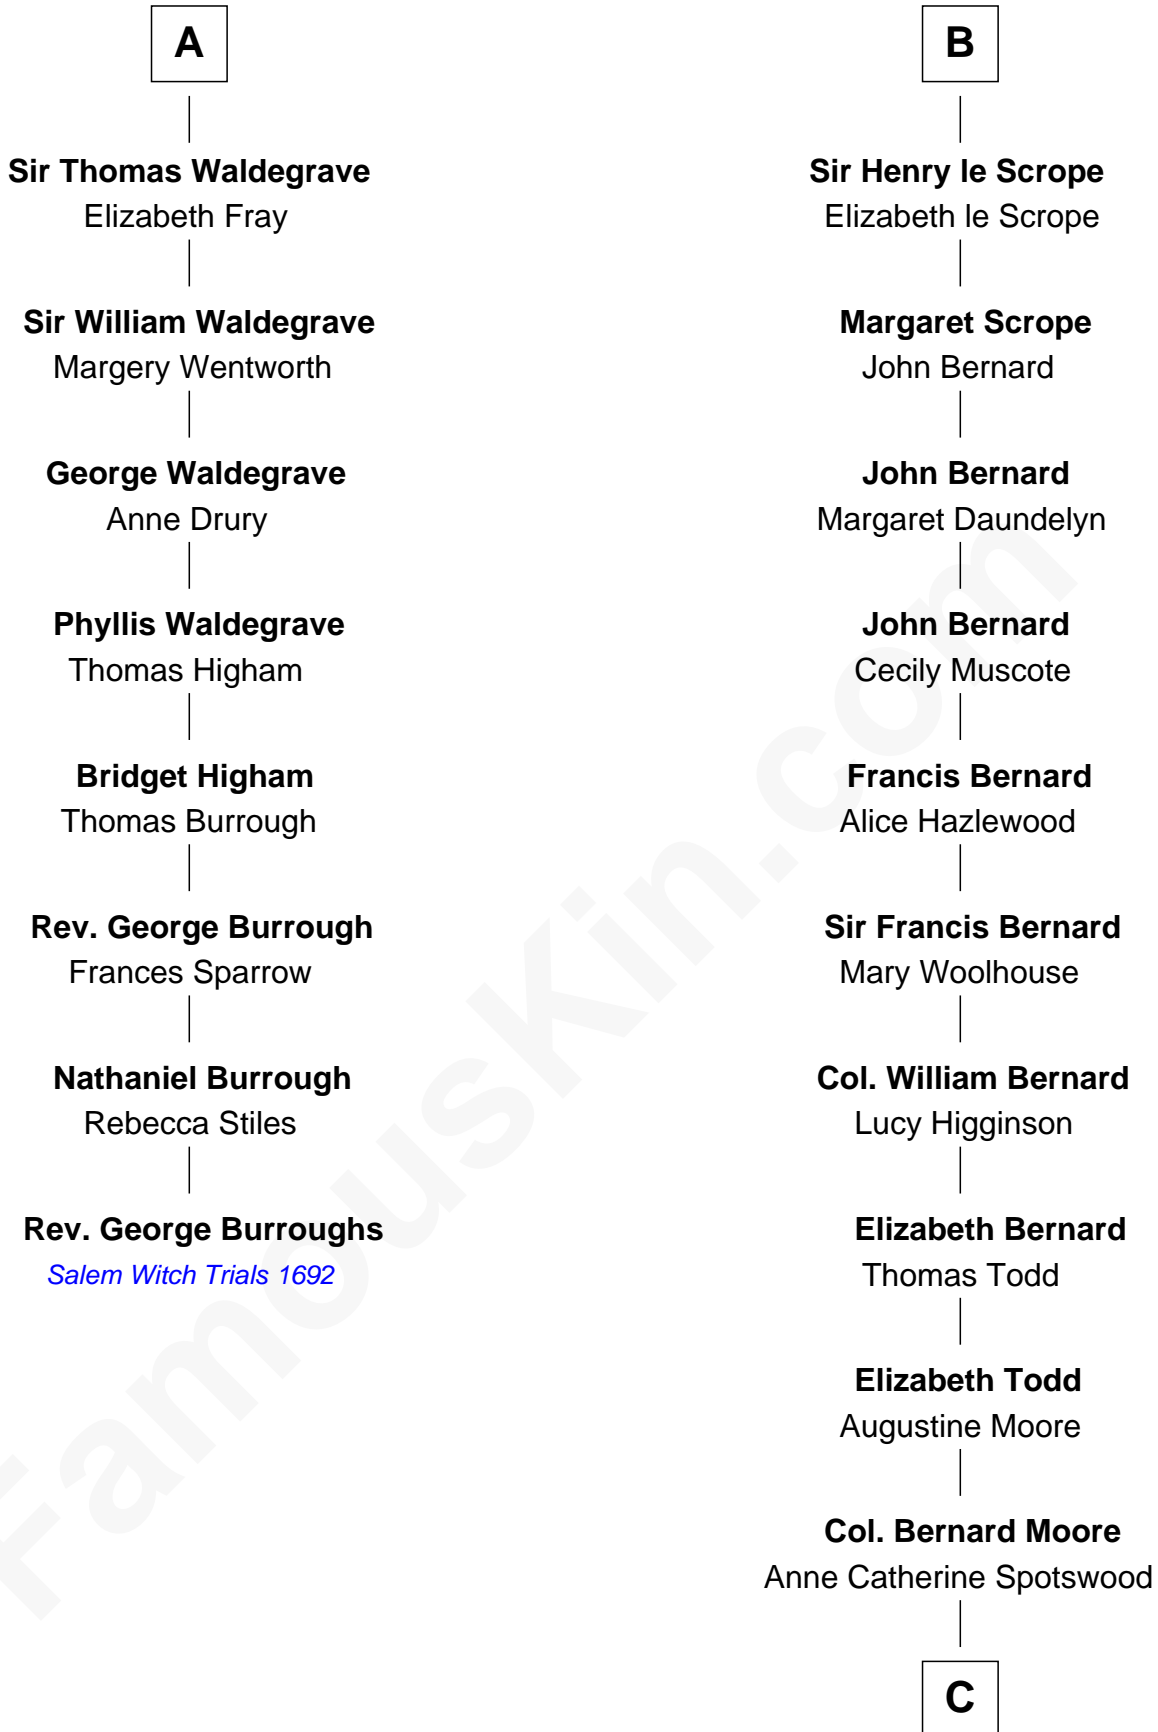 A
Sir Thomas Waldegrave
Elizabeth Fray
Sir William Waldegrave
Margery Wentworth
George Waldegrave
Anne Drury
Phyllis Waldegrave
Thomas Higham
Bridget Higham
Thomas Burrough
Rev. George Burrough
Frances Sparrow
Nathaniel Burrough
Rebecca Stiles
Rev. George Burroughs
Salem Witch Trials 1692
B
Sir Henry le Scrope
Elizabeth le Scrope
Margaret Scrope
John Bernard
John Bernard
Margaret Daundelyn
John Bernard
Cecily Muscote
Francis Bernard
Alice Hazlewood
Sir Francis Bernard
Mary Woolhouse
Col. William Bernard
Lucy Higginson
Elizabeth Bernard
Thomas Todd
Elizabeth Todd
Augustine Moore
Col. Bernard Moore
Anne Catherine Spotswood
C
FamousKin.com